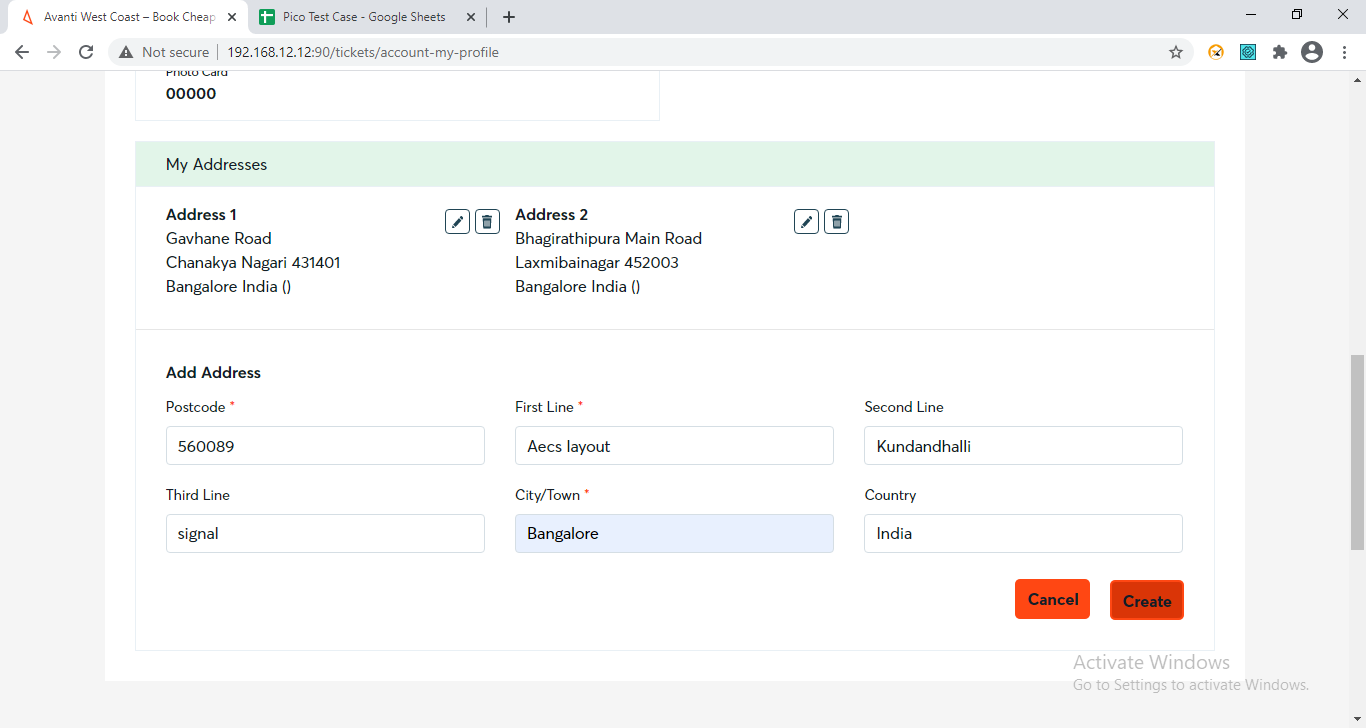 Avanti West Coast – Book Cheap
Pico Test Case - Google Sheets
Not secure
192.168.12.12:90/tickets/account-my-profile
Photo Card
00000
My Addresses
Address 1
Gavhane Road
Chanakya Nagari 431401
Bangalore India ()
Address 2
Bhagirathipura Main Road
Laxmibainagar 452003
Bangalore India ()
Add Address
Postcode * First Line * Second Line
560089 Aecs layout Kundandhalli
Third Line City/Town * Country
signal Bangalore India
Cancel Create
Activate Windows
Go to Settings to activate Windows.